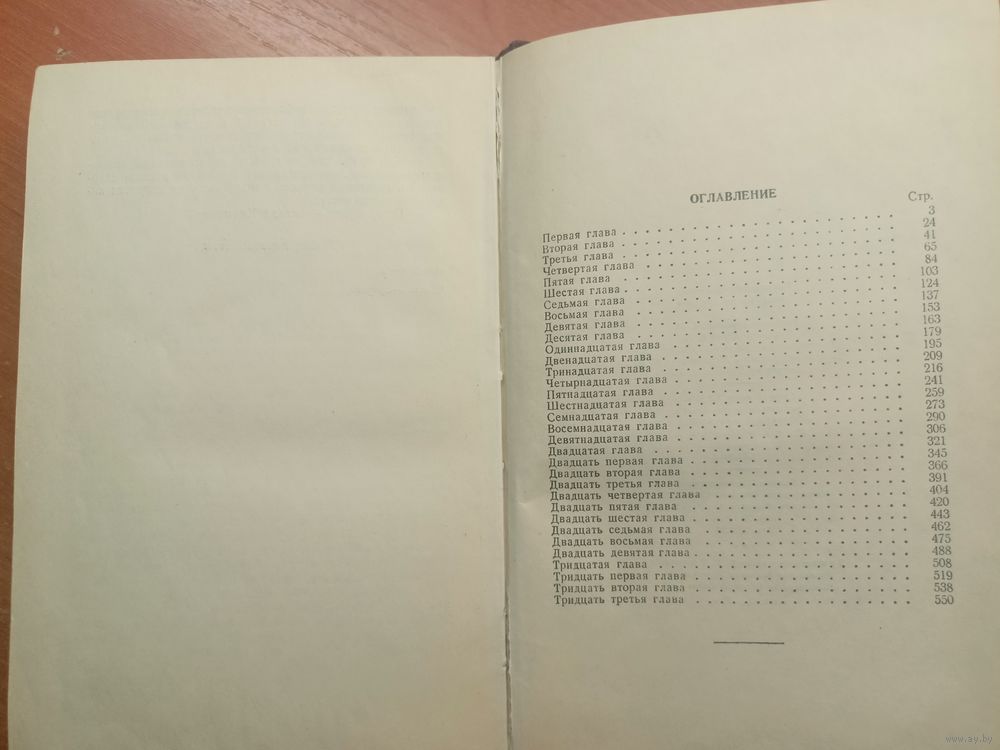 ОГЛАВЛЕНИЕ
Стр.
Первая глава . . . . . . . . . . . . . . . . . . . . 3
Вторая глава . . . . . . . . . . . . . . . . . . . . 24
Третья глава . . . . . . . . . . . . . . . . . . . . 41
Четвертая глава . . . . . . . . . . . . . . . . . . . . 65
Пятая глава . . . . . . . . . . . . . . . . . . . . 84
Шестая глава . . . . . . . . . . . . . . . . . . . . 103
Седьмая глава . . . . . . . . . . . . . . . . . . . . 124
Восьмая глава . . . . . . . . . . . . . . . . . . . . 137
Девятая глава . . . . . . . . . . . . . . . . . . . . 153
Десятая глава . . . . . . . . . . . . . . . . . . . . 163
Одиннадцатая глава . . . . . . . . . . . . . . . . . . 179
Двенадцатая глава . . . . . . . . . . . . . . . . . . 195
Тринадцатая глава . . . . . . . . . . . . . . . . . . 209
Четырнадцатая глава . . . . . . . . . . . . . . . . . 216
Пятнадцатая глава . . . . . . . . . . . . . . . . . . 241
Шестнадцатая глава . . . . . . . . . . . . . . . . . 259
Семнадцатая глава . . . . . . . . . . . . . . . . . . 273
Восемнадцатая глава . . . . . . . . . . . . . . . . . 290
Девятнадцатая глава . . . . . . . . . . . . . . . . . 306
Двадцатая глава . . . . . . . . . . . . . . . . . . 321
Двадцать первая глава . . . . . . . . . . . . . . . . 345
Двадцать вторая глава . . . . . . . . . . . . . . . . 366
Двадцать третья глава . . . . . . . . . . . . . . . . 391
Двадцать четвертая глава . . . . . . . . . . . . . . . 404
Двадцать пятая глава . . . . . . . . . . . . . . . . 420
Двадцать шестая глава . . . . . . . . . . . . . . . . 443
Двадцать седьмая глава . . . . . . . . . . . . . . . . 462
Двадцать восьмая глава . . . . . . . . . . . . . . . . 475
Двадцать девятая глава . . . . . . . . . . . . . . . . 488
Тридцатая глава . . . . . . . . . . . . . . . . . . 508
Тридцать первая глава . . . . . . . . . . . . . . . . 519
Тридцать вторая глава . . . . . . . . . . . . . . . . 538
Тридцать третья глава . . . . . . . . . . . . . . . . 550
www.ay.by